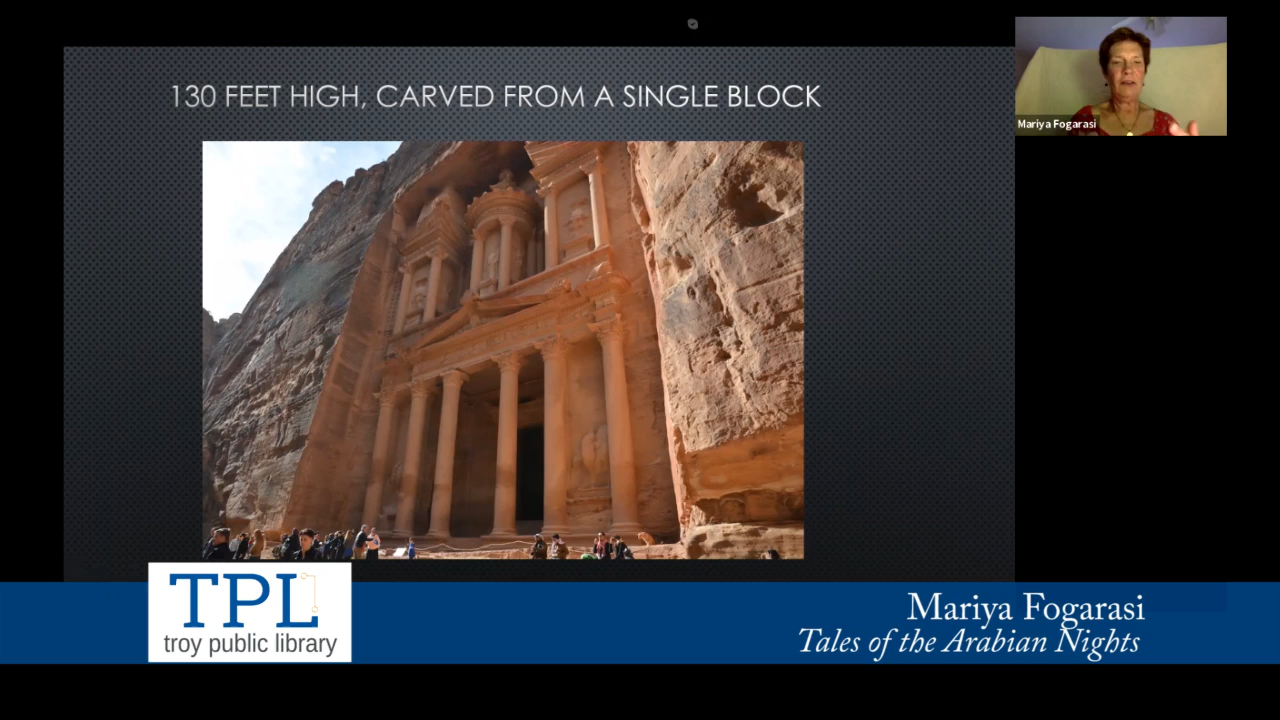 130 FEET HIGH, CARVED FROM A SINGLE BLOCK
Mariya Fogarasi
TPL
troy public library
Mariya Fogarasi
Tales of the Arabian Nights